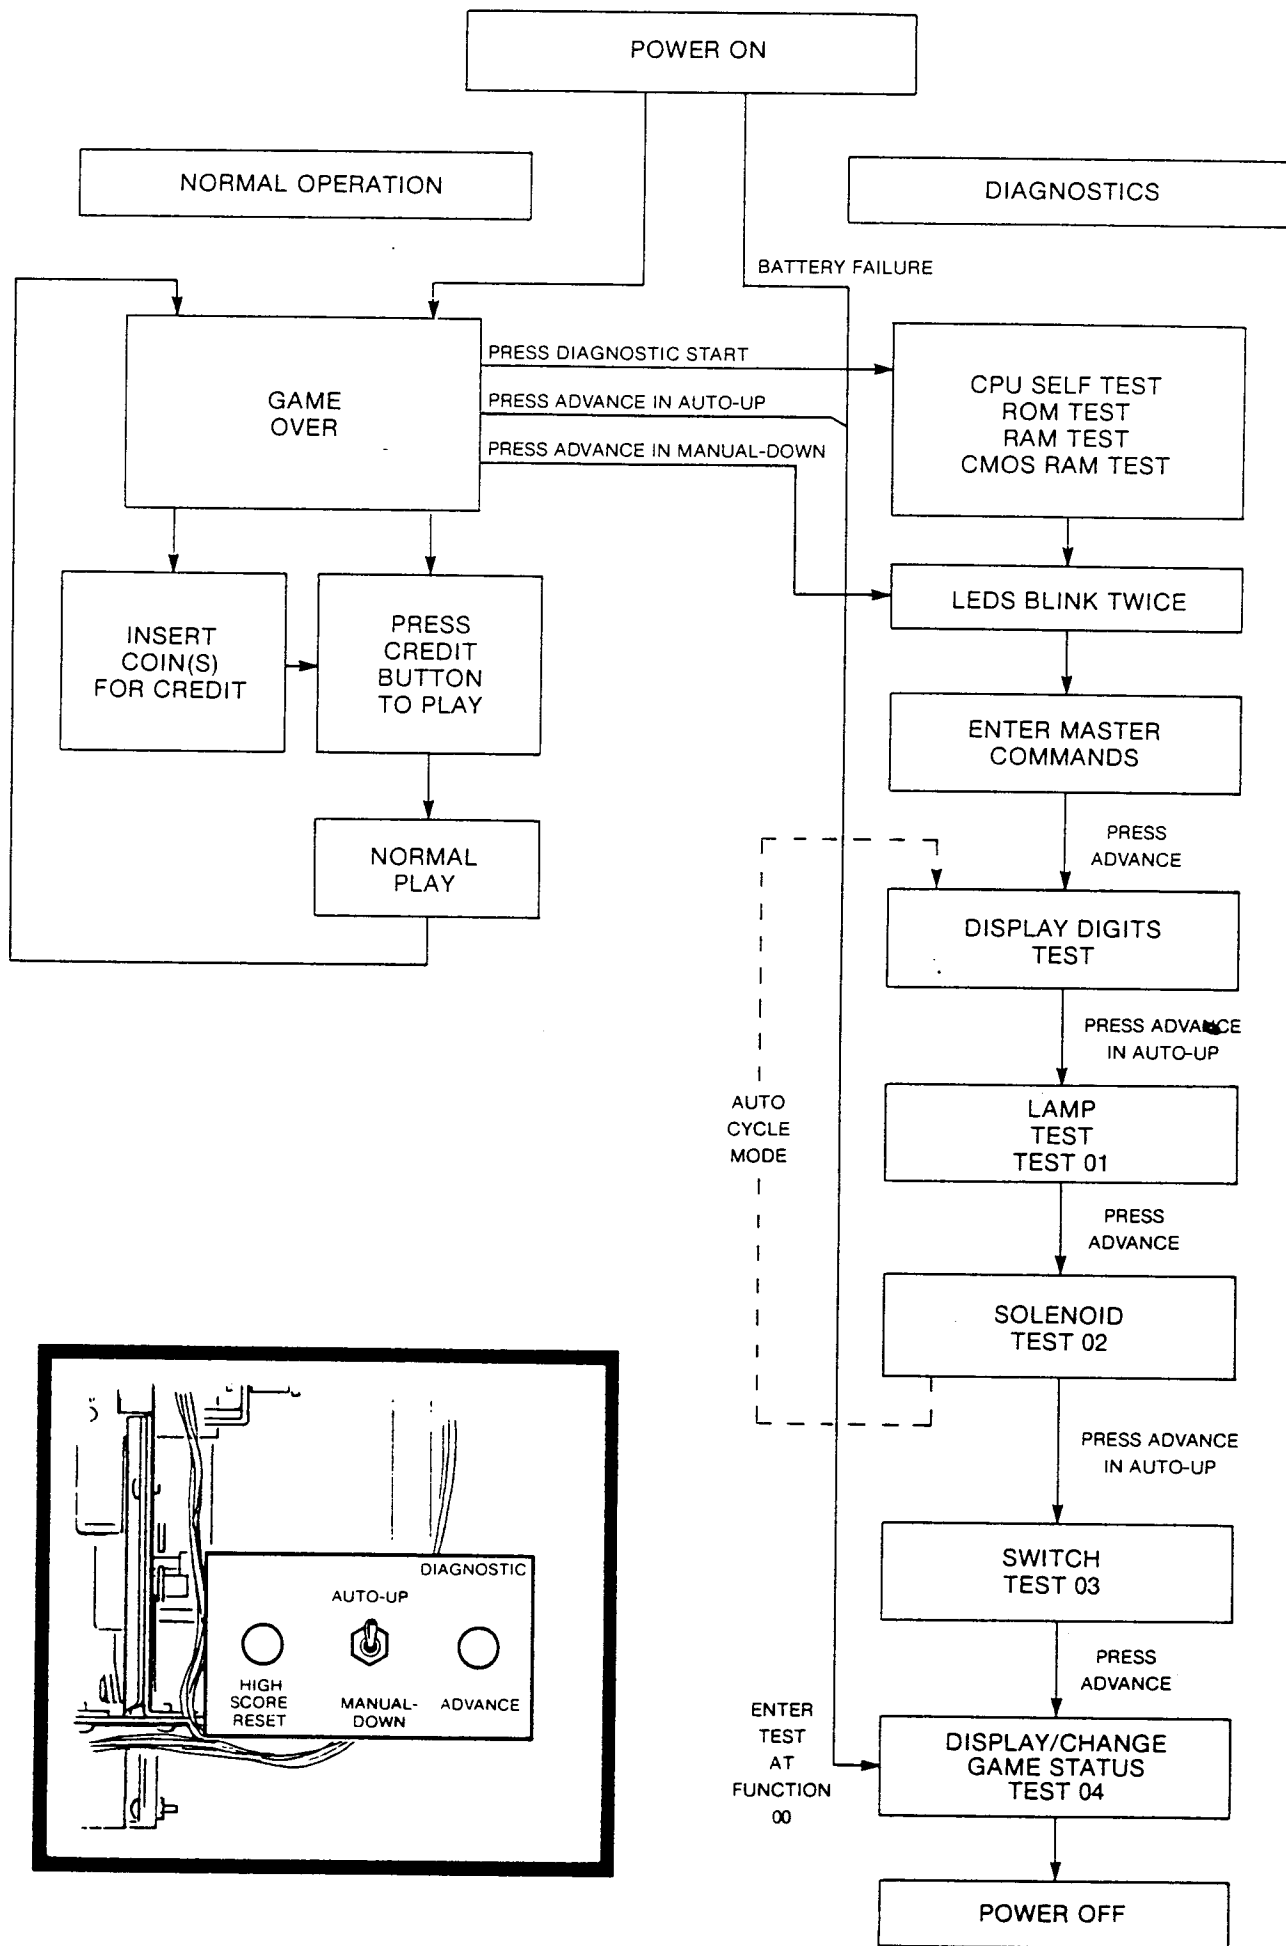 POWER ON
NORMAL OPERATION
DIAGNOSTICS
BATTERY FAILURE
GAME
OVER
PRESS DIAGNOSTIC START
PRESS ADVANCE IN AUTO-UP
PRESS ADVANCE IN MANUAL-DOWN
CPU SELF TEST
ROM TEST
RAM TEST
CMOS RAM TEST
INSERT
COIN(S)
FOR CREDIT
PRESS
CREDIT
BUTTON
TO PLAY
NORMAL
PLAY
LEDS BLINK TWICE
ENTER MASTER
COMMANDS
PRESS
ADVANCE
DISPLAY DIGITS
TEST
PRESS ADVANCE
IN AUTO-UP
AUTO
CYCLE
MODE
LAMP
TEST
TEST 01
PRESS
ADVANCE
SOLENOID
TEST 02
PRESS ADVANCE
IN AUTO-UP
SWITCH
TEST 03
PRESS
ADVANCE
ENTER
TEST
AT
FUNCTION
00
DISPLAY/CHANGE
GAME STATUS
TEST 04
POWER OFF
DIAGNOSTIC
AUTO-UP
HIGH
SCORE
RESET
MANUAL-
DOWN
ADVANCE